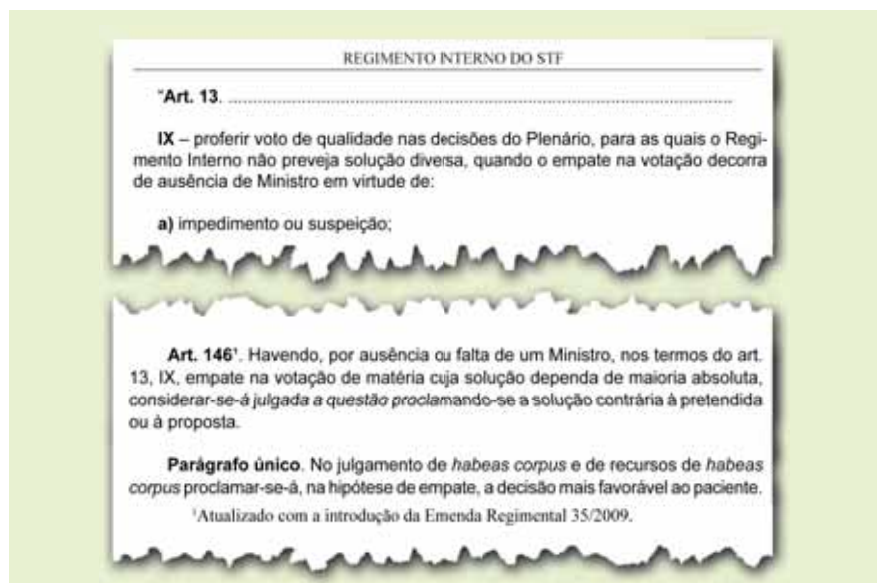 REGIMENTO NTERNO DO STF
"Art. 13. ................................................................................
IX – proferir voto de qualidade nas decisões do Plenário, para as quais o Regi-
mento Interno não preveja solução diversa, quando o empate na votação decorra
de ausência de Ministro em virtude de:
a) impedimento ou suspeição;
Art. 146¹. Havendo, por ausência ou falta de um Ministro, nos termos do art.
13, IX, empate na votação de matéria cuja solução dependa de maioria absoluta,
considerar-se-á julgada a questão proclamando-se a solução contrária à pretendida
ou à proposta.
Parágrafo único. No julgamento de habeas corpus e de recursos de habeas
corpus proclamar-se-á, na hipótese de empate, a decisão mais favorável ao paciente.
¹Atualizado com a introdução da Emenda Regimental 35/2009.